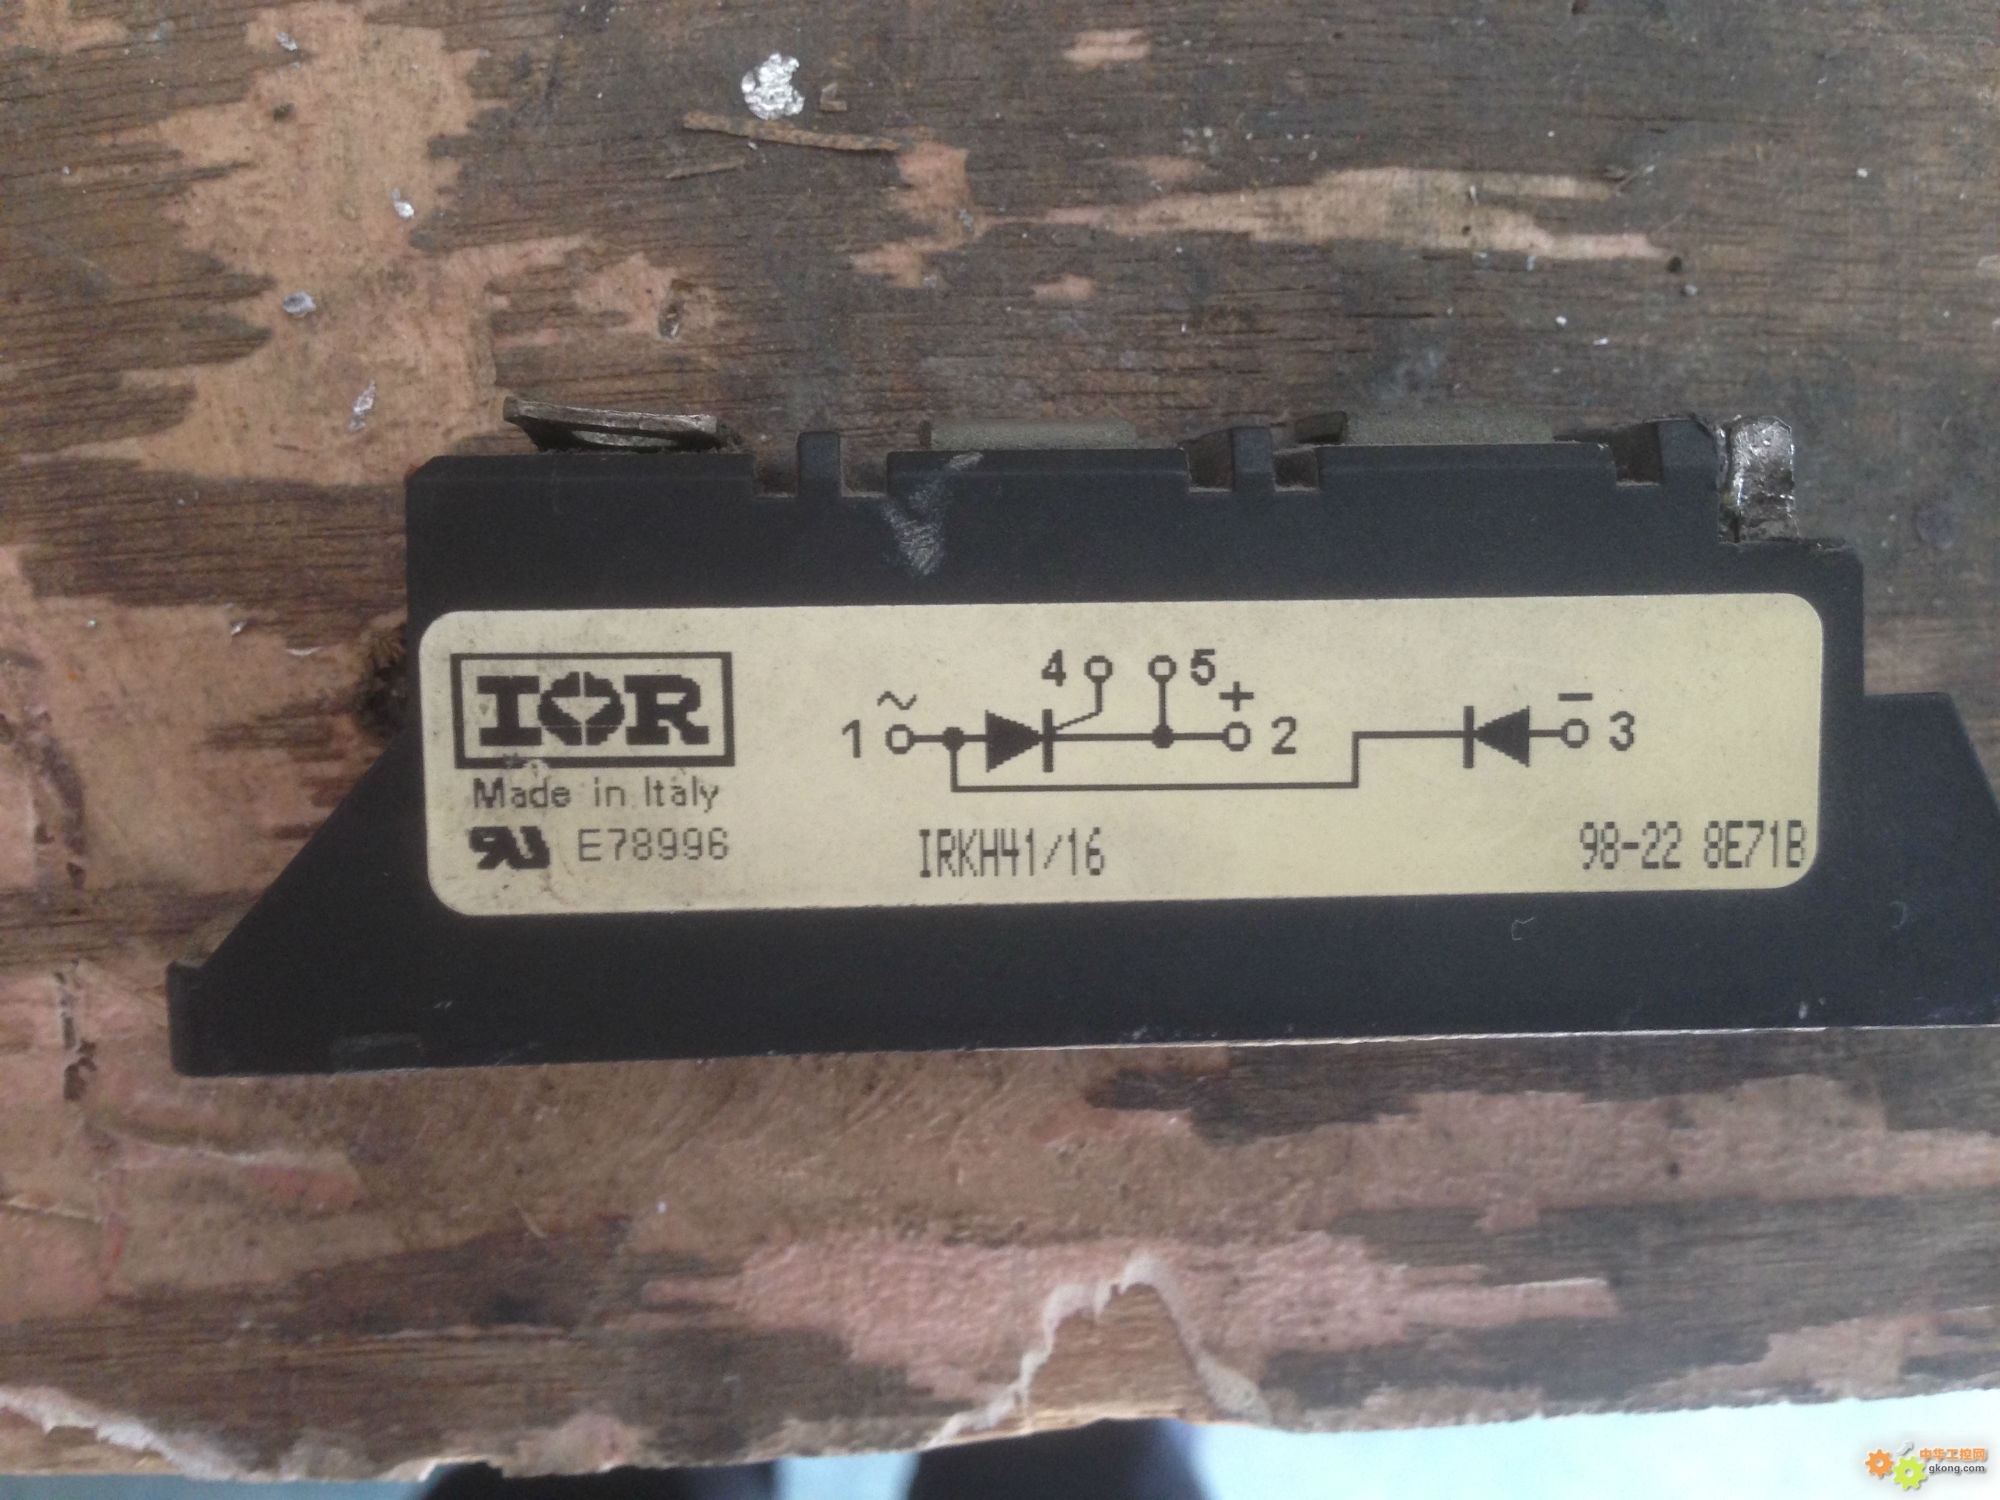 IOR
Made in Italy
E78996
4 5
1 ~ + 2 − 3
IRKH41/16
98-22 8E71B
中华工控网
gkong.com